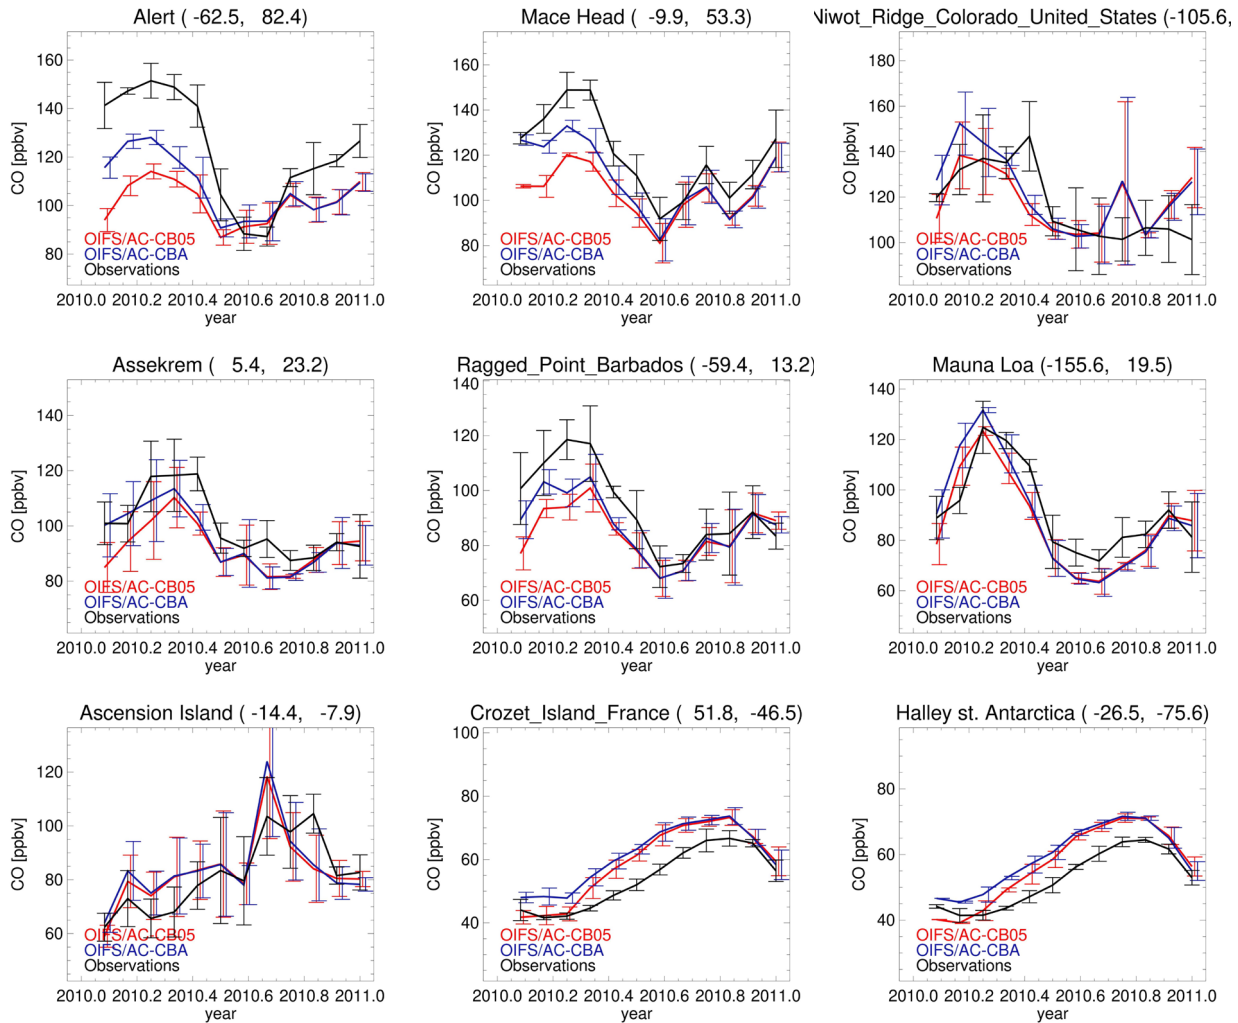 Alert ( -62.5, 82.4)
CO [ppbv]
160
140
120
100
80
OIFS/AC-CB05
OIFS/AC-CBA
Observations
2010.0 2010.2 2010.4 2010.6 2010.8 2011.0
year
Mace Head ( -9.9, 53.3)
CO [ppbv]
160
140
120
100
80
OIFS/AC-CB05
OIFS/AC-CBA
Observations
2010.0 2010.2 2010.4 2010.6 2010.8 2011.0
year
Niwot_Ridge_Colorado_United_States (-105.6,
CO [ppbv]
180
160
140
120
100
OIFS/AC-CB05
OIFS/AC-CBA
Observations
2010.0 2010.2 2010.4 2010.6 2010.8 2011.0
year
Assekrem ( 5.4, 23.2)
CO [ppbv]
140
120
100
80
OIFS/AC-CB05
OIFS/AC-CBA
Observations
2010.0 2010.2 2010.4 2010.6 2010.8 2011.0
year
Ragged_Point_Barbados ( -59.4, 13.2)
CO [ppbv]
140
120
100
80
60
OIFS/AC-CB05
OIFS/AC-CBA
Observations
2010.0 2010.2 2010.4 2010.6 2010.8 2011.0
year
Mauna Loa (-155.6, 19.5)
CO [ppbv]
140
120
100
80
60
OIFS/AC-CB05
OIFS/AC-CBA
Observations
2010.0 2010.2 2010.4 2010.6 2010.8 2011.0
year
Ascension Island ( -14.4, -7.9)
CO [ppbv]
120
100
80
60
OIFS/AC-CB05
OIFS/AC-CBA
Observations
2010.0 2010.2 2010.4 2010.6 2010.8 2011.0
year
Crozet_Island_France ( 51.8, -46.5)
CO [ppbv]
100
80
60
40
OIFS/AC-CB05
OIFS/AC-CBA
Observations
2010.0 2010.2 2010.4 2010.6 2010.8 2011.0
year
Halley st. Antarctica ( -26.5, -75.6)
CO [ppbv]
80
60
40
OIFS/AC-CB05
OIFS/AC-CBA
Observations
2010.0 2010.2 2010.4 2010.6 2010.8 2011.0
year